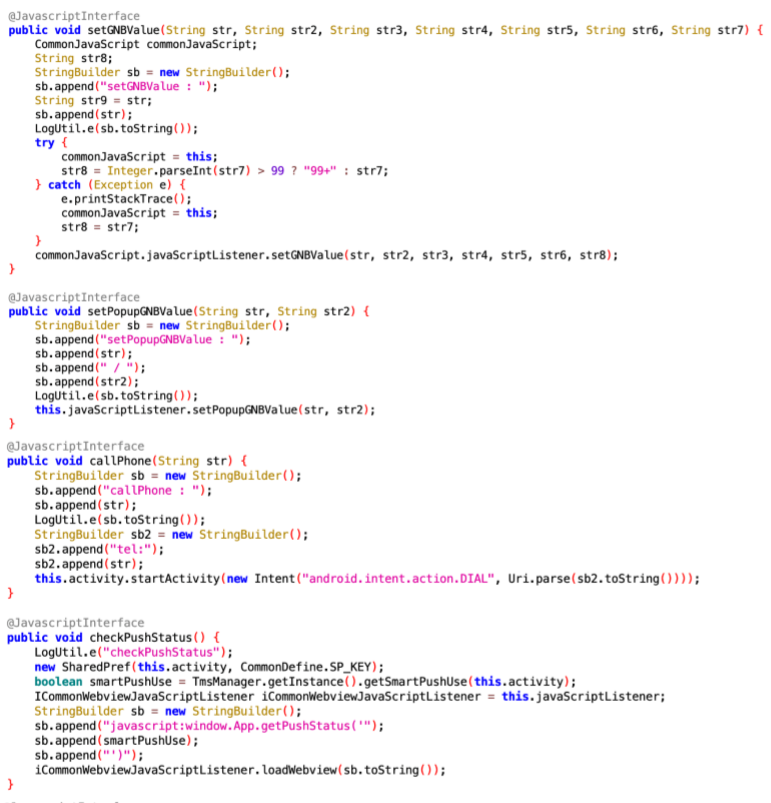 @JavascriptInterface
public void setGNBValue(String str, String str2, String str3, String str4, String str5, String str6, String str7) {
    CommonJavaScript commonJavaScript;
    String str8;
    StringBuilder sb = new StringBuilder();
    sb.append("setGNBValue : ");
    String str9 = str;
    sb.append(str);
    LogUtil.e(sb.toString());
    try {
        commonJavaScript = this;
        str8 = Integer.parseInt(str7) > 99 ? "99+" : str7;
    } catch (Exception e) {
        e.printStackTrace();
        commonJavaScript = this;
        str8 = str7;
    }
    commonJavaScript.javaScriptListener.setGNBValue(str, str2, str3, str4, str5, str6, str8);
}
@JavascriptInterface
public void setPopupGNBValue(String str, String str2) {
    StringBuilder sb = new StringBuilder();
    sb.append("setPopupGNBValue : ");
    sb.append(str);
    sb.append(" / ");
    sb.append(str2);
    LogUtil.e(sb.toString());
    this.javaScriptListener.setPopupGNBValue(str, str2);
}
@JavascriptInterface
public void callPhone(String str) {
    StringBuilder sb = new StringBuilder();
    sb.append("callPhone : ");
    sb.append(str);
    LogUtil.e(sb.toString());
    StringBuilder sb2 = new StringBuilder();
    sb2.append("tel:");
    sb2.append(str);
    this.activity.startActivity(new Intent("android.intent.action.DIAL", Uri.parse(sb2.toString())));
}
@JavascriptInterface
public void checkPushStatus() {
    LogUtil.e("checkPushStatus");
    new SharedPref(this.activity, CommonDefine.SP_KEY);
    boolean smartPushUse = TmsManager.getInstance().getSmartPushUse(this.activity);
    ICommonWebviewJavaScriptListener iCommonWebviewJavaScriptListener = this.javaScriptListener;
    StringBuilder sb = new StringBuilder();
    sb.append("javascript:window.App.getPushStatus('");
    sb.append(smartPushUse);
    sb.append("')");
    iCommonWebviewJavaScriptListener.loadWebview(sb.toString());
}